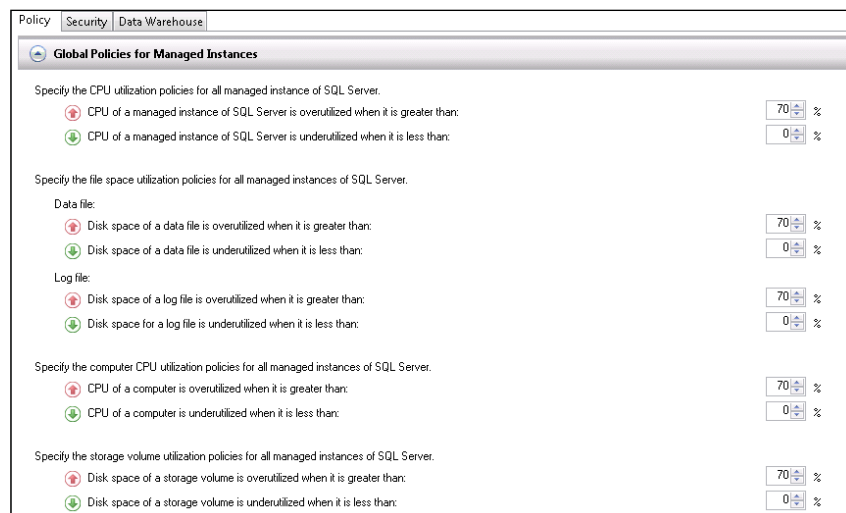 Policy Security Data Warehouse
Global Policies for Managed Instances
Specify the CPU utilization policies for all managed instance of SQL Server.
CPU of a managed instance of SQL Server is overutilized when it is greater than: 70 %
CPU of a managed instance of SQL Server is underutilized when it is less than: 0 %
Specify the file space utilization policies for all managed instances of SQL Server.
Data file:
Disk space of a data file is overutilized when it is greater than: 70 %
Disk space of a data file is underutilized when it is less than: 0 %
Log file:
Disk space of a log file is overutilized when it is greater than: 70 %
Disk space for a log file is underutilized when it is less than: 0 %
Specify the computer CPU utilization policies for all managed instances of SQL Server.
CPU of a computer is overutilized when it is greater than: 70 %
CPU of a computer is underutilized when it is less than: 0 %
Specify the storage volume utilization policies for all managed instances of SQL Server.
Disk space of a storage volume is overutilized when it is greater than: 70 %
Disk space of a storage volume is underutilized when it is less than: 0 %